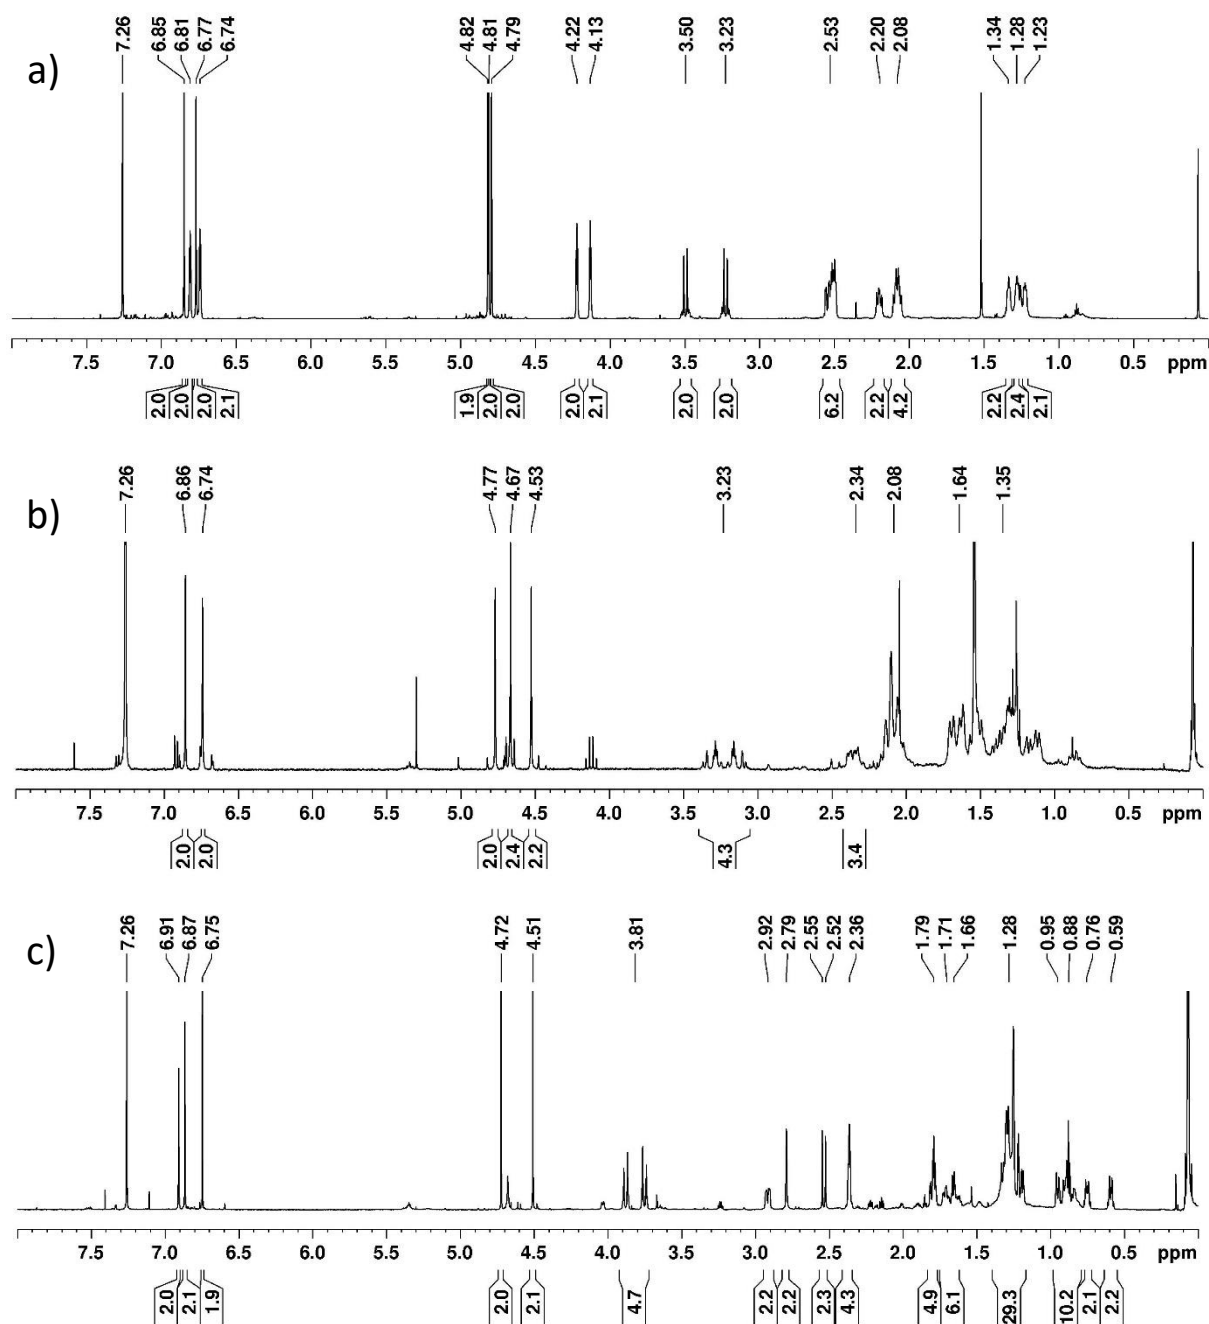 a)
7.26 6.85 6.81 6.77 6.74 4.82 4.81 4.79 4.22 4.13 3.50 3.23 2.53 2.20 2.08 1.34 1.28 1.23
7.5 7.0 6.5 6.0 5.5 5.0 4.5 4.0 3.5 3.0 2.5 2.0 1.5 1.0 0.5 ppm
2.0 2.0 2.0 2.1 1.9 2.0 2.0 2.0 2.1 2.0 2.0 6.2 2.2 4.2 2.2 2.4 2.1
b)
7.26 6.86 6.74 4.77 4.67 4.53 3.23 2.34 2.08 1.64 1.35
7.5 7.0 6.5 6.0 5.5 5.0 4.5 4.0 3.5 3.0 2.5 2.0 1.5 1.0 0.5 ppm
2.0 2.0 2.0 2.4 2.2 4.3 3.4
c)
7.26 6.91 6.87 6.75 4.72 4.51 3.81 2.92 2.79 2.55 2.52 2.36 1.79 1.71 1.66 1.28 0.95 0.88 0.76 0.59
7.5 7.0 6.5 6.0 5.5 5.0 4.5 4.0 3.5 3.0 2.5 2.0 1.5 1.0 0.5 ppm
2.0 2.1 1.9 2.0 2.1 4.7 2.2 2.2 2.3 4.3 4.9 6.1 29.3 10.2 2.1 2.2